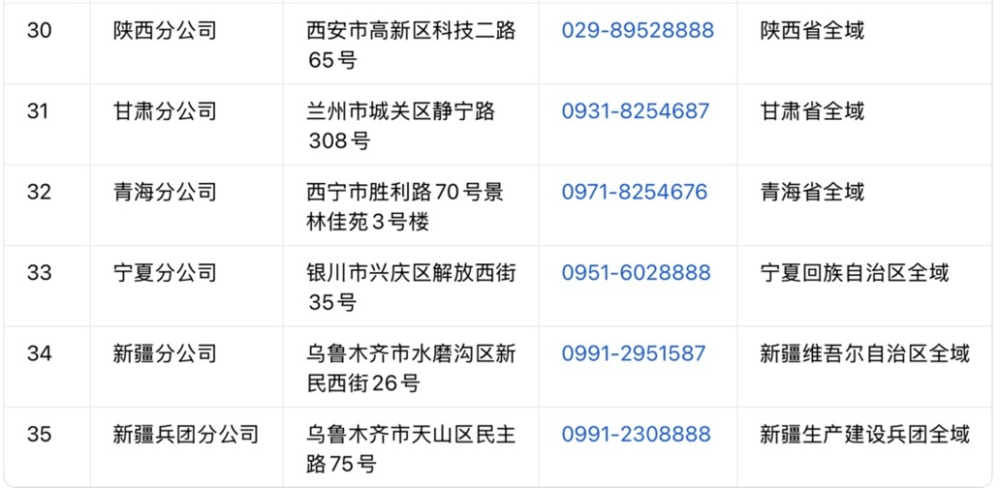 30 陕西分公司 西安市高新区科技二路 029-89528888 陕西省全域
65号
31 甘肃分公司 兰州市城关区静宁路 0931-8254687 甘肃省全域
308号
32 青海分公司 西宁市胜利路70号景 0971-8254676 青海省全域
林佳苑3号楼
33 宁夏分公司 银川市兴庆区解放西街 0951-6028888 宁夏回族自治区全域
35号
34 新疆分公司 乌鲁木齐市水磨沟区新 0991-2951587 新疆维吾尔自治区全域
民西街26号
35 新疆兵团分公司 乌鲁木齐市天山区民主 0991-2308888 新疆生产建设兵团全域
路75号